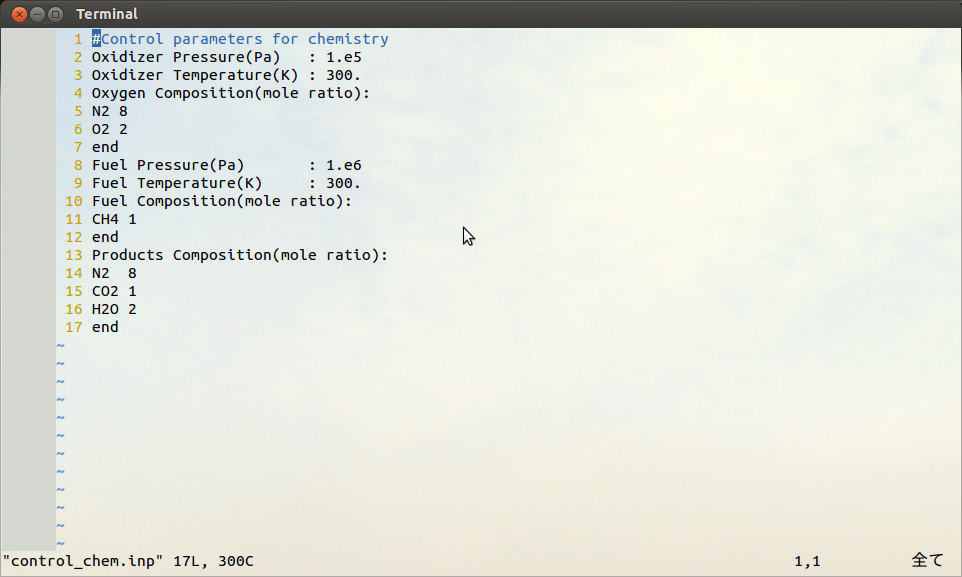 Terminal
1 #Control parameters for chemistry
2 Oxidizer Pressure(Pa)   : 1.e5
3 Oxidizer Temperature(K) : 300.
4 Oxygen Composition(mole ratio):
5 N2 8
6 O2 2
7 end
8 Fuel Pressure(Pa)       : 1.e6
9 Fuel Temperature(K)     : 300.
10 Fuel Composition(mole ratio):
11 CH4 1
12 end
13 Products Composition(mole ratio):
14 N2  8
15 CO2 1
16 H2O 2
17 end
~
~
~
~
~
~
~
~
~
~
~
~
"control_chem.inp" 17L, 300C 1,1 全て